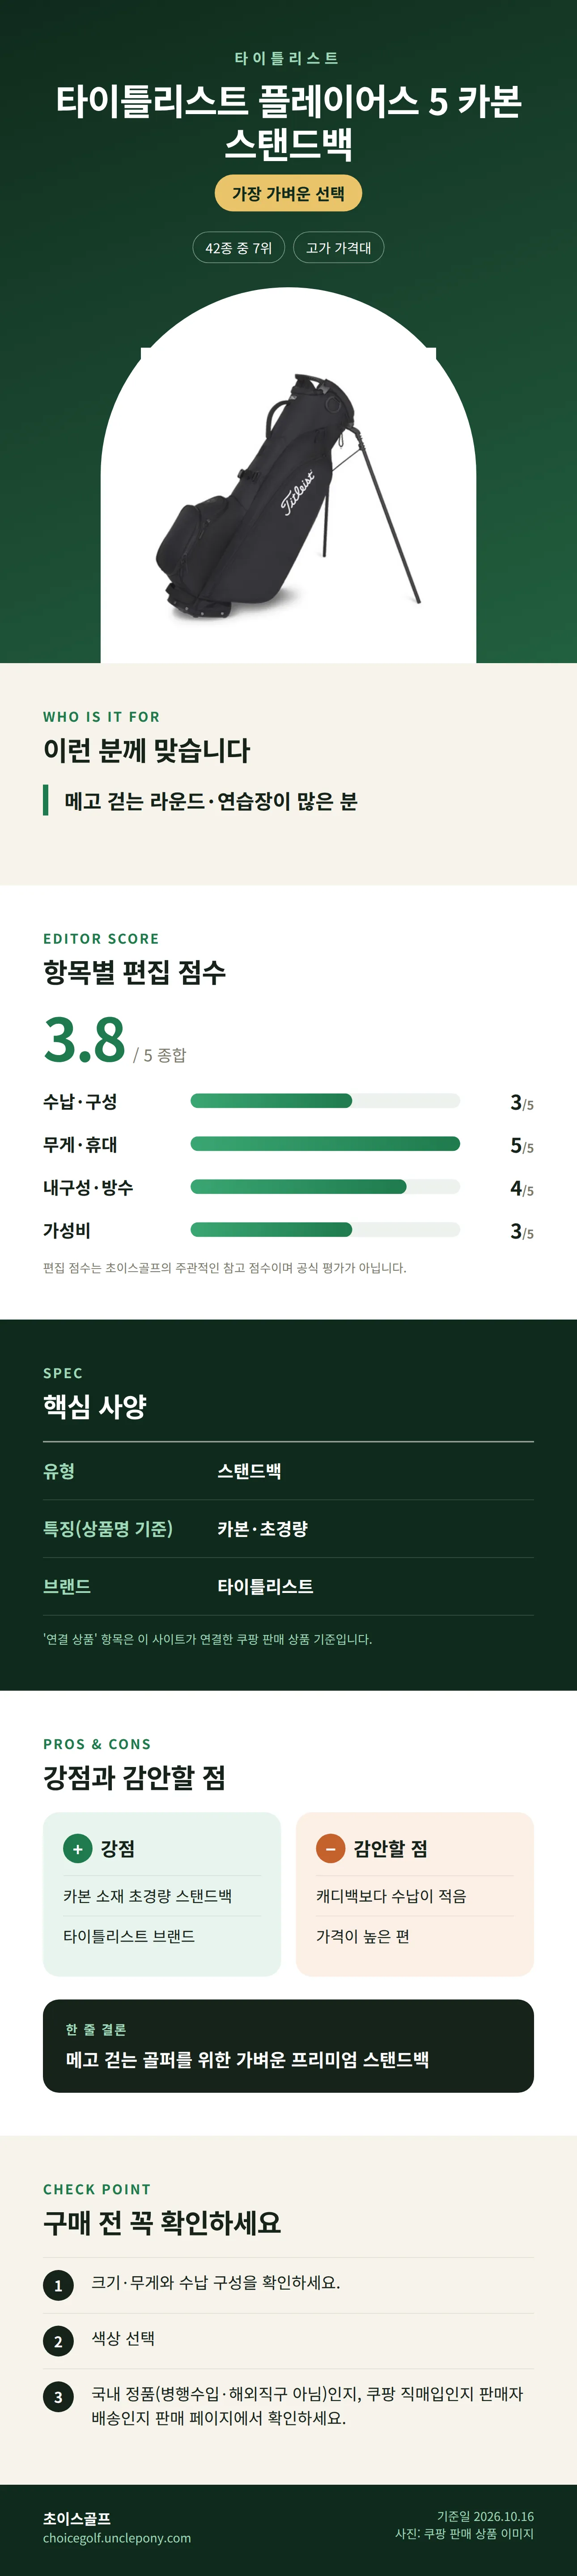 타이틀리스트
타이틀리스트 플레이어스 5 카본
스탠드백
가장 가벼운 선택
42종 중 7위
고가 가격대
Titleist
WHO IS IT FOR
이런 분께 맞습니다
메고 걷는 라운드·연습장이 많은 분
EDITOR SCORE
항목별 편집 점수
3.8 / 5 종합
수납·구성 3/5
무게·휴대 5/5
내구성·방수 4/5
가성비 3/5
편집 점수는 초이스골프의 주관적인 참고 점수이며 공식 평가가 아닙니다.
SPEC
핵심 사양
유형 스탠드백
특징(상품명 기준) 카본·초경량
브랜드 타이틀리스트
'연결 상품' 항목은 이 사이트가 연결한 쿠팡 판매 상품 기준입니다.
PROS & CONS
강점과 감안할 점
+ 강점
카본 소재 초경량 스탠드백
타이틀리스트 브랜드
− 감안할 점
캐디백보다 수납이 적음
가격이 높은 편
한 줄 결론
메고 걷는 골퍼를 위한 가벼운 프리미엄 스탠드백
CHECK POINT
구매 전 꼭 확인하세요
1 크기·무게와 수납 구성을 확인하세요.
2 색상 선택
3 국내 정품(병행수입·해외직구 아님)인지, 쿠팡 직매입인지 판매자
배송인지 판매 페이지에서 확인하세요.
초이스골프
choicegolf.unclepony.com
기준일 2026.10.16
사진: 쿠팡 판매 상품 이미지